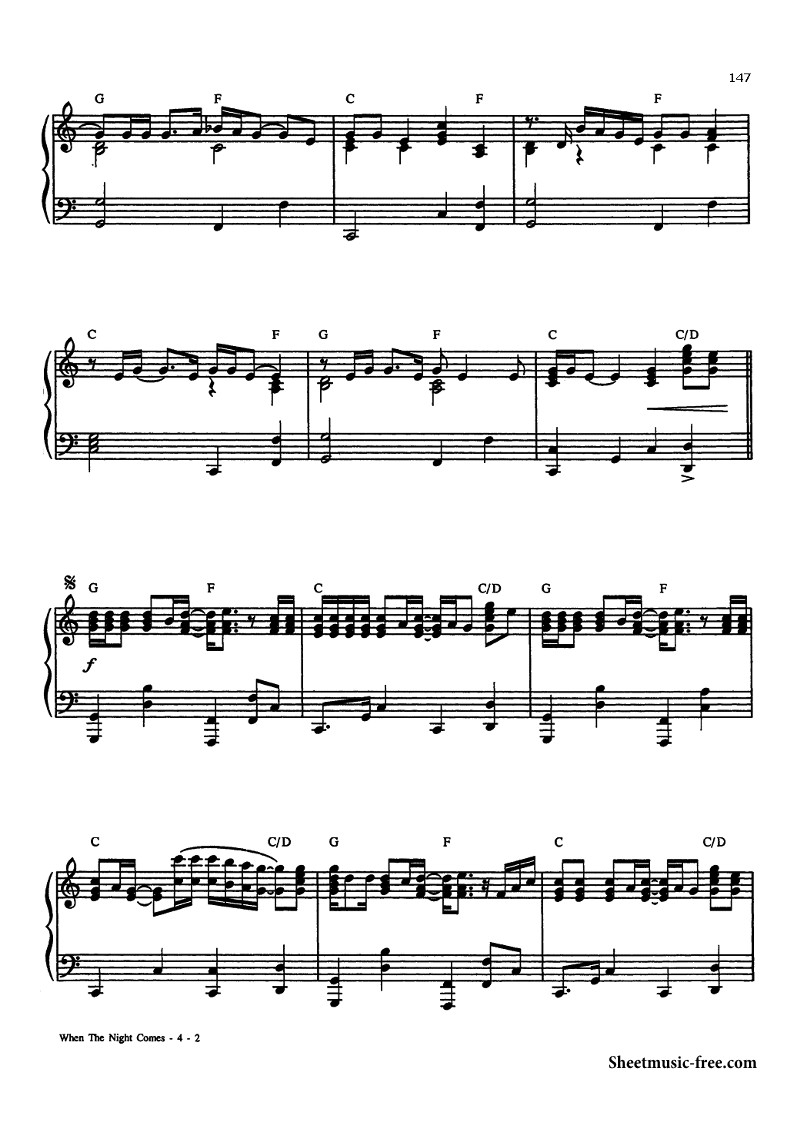 147
G F C F F
C F G F C C/D
G F C C/D G F
f
C C/D G F C C/D
When The Night Comes - 4 - 2
Sheetmusic-free.com